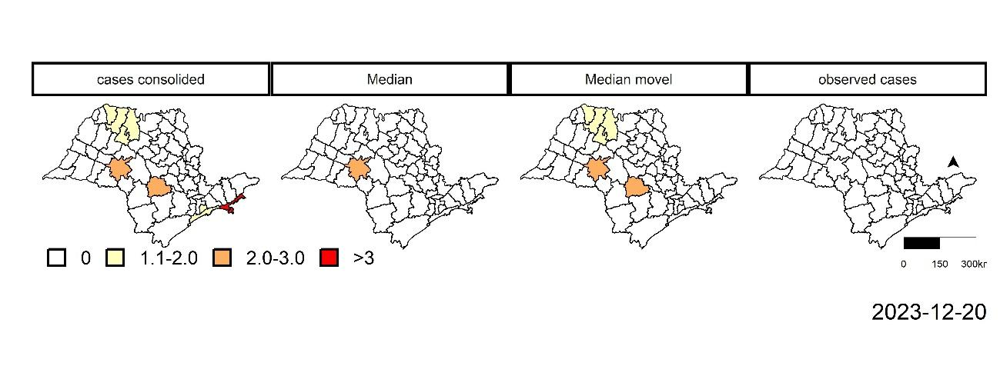 cases consolided
Median
Median movel
observed cases
0 1.1-2.0 2.0-3.0 >3
0 150 300kr
2023-12-20